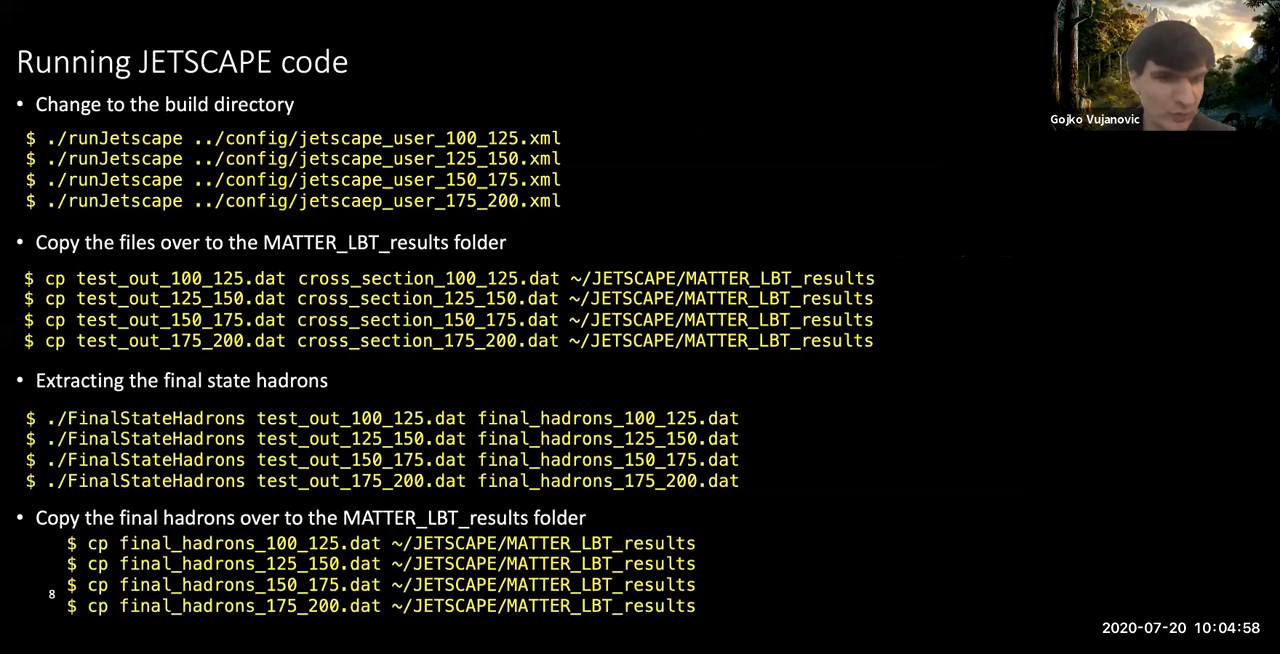 Running JETSCAPE code
• Change to the build directory
$ ./runJetscape ../config/jetscape_user_100_125.xml
$ ./runJetscape ../config/jetscape_user_125_150.xml
$ ./runJetscape ../config/jetscape_user_150_175.xml
$ ./runJetscape ../config/jetscaep_user_175_200.xml
• Copy the files over to the MATTER_LBT_results folder
$ cp test_out_100_125.dat cross_section_100_125.dat ~/JETSCAPE/MATTER_LBT_results
$ cp test_out_125_150.dat cross_section_125_150.dat ~/JETSCAPE/MATTER_LBT_results
$ cp test_out_150_175.dat cross_section_150_175.dat ~/JETSCAPE/MATTER_LBT_results
$ cp test_out_175_200.dat cross_section_175_200.dat ~/JETSCAPE/MATTER_LBT_results
• Extracting the final state hadrons
$ ./FinalStateHadrons test_out_100_125.dat final_hadrons_100_125.dat
$ ./FinalStateHadrons test_out_125_150.dat final_hadrons_125_150.dat
$ ./FinalStateHadrons test_out_150_175.dat final_hadrons_150_175.dat
$ ./FinalStateHadrons test_out_175_200.dat final_hadrons_175_200.dat
• Copy the final hadrons over to the MATTER_LBT_results folder
$ cp final_hadrons_100_125.dat ~/JETSCAPE/MATTER_LBT_results
$ cp final_hadrons_125_150.dat ~/JETSCAPE/MATTER_LBT_results
$ cp final_hadrons_150_175.dat ~/JETSCAPE/MATTER_LBT_results
$ cp final_hadrons_175_200.dat ~/JETSCAPE/MATTER_LBT_results
8
Gojko Vujanovic
2020-07-20 10:04:58